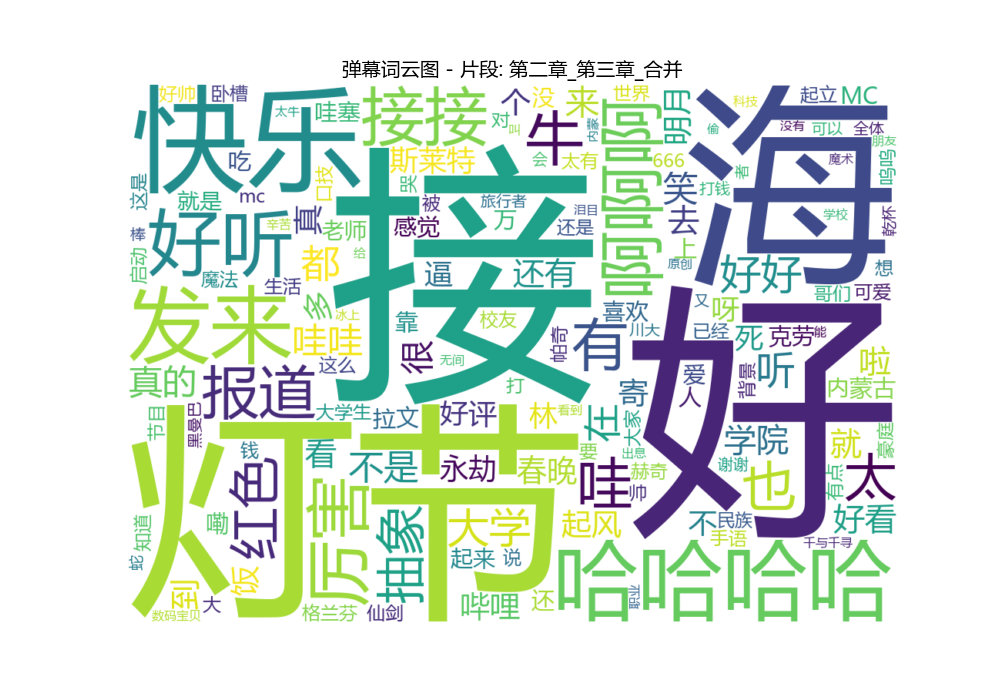 弹幕词云图 - 片段: 第二章_第三章_合并
好帅
卧槽
太牛
快乐
哇塞
接接
个
没
来
世界
啊啊啊啊
明月
科技
海
起立
MC
这是
吃
口技
斯莱特
对
叫
牛
内蒙
会
太有
666
笑
打钱
偷
没有
可以
全体
者
魔术
朋友
呜呜
就是
mc
真
哭
被
旅行者
泪目
万
还是
去
上
学校
乾杯
棒
好听
辛苦
老师
感觉
接
启动
魔法
生活
都
给
逼
还有
原创
好好
想
哥们
可爱
发来
多
冰上
靠
校友
喜欢
又
呀
哇哇
很
无间
帕奇
有
川大
已经
死
克劳
能
好
真的
报道
这么
打
寄
爱
人
背景
听
啦
内蒙古
节目
黑曼巴
大学生
拉文
好评
林
看到
在
大家
出息
学院
就
豪庭
灯节
钱
看
不是
永劫
春晚
哇
赫奇
帅
谢谢
也
有点
太
红色
嘞
知道
厉害
抽象
大学
起风
不
民族
手语
好看
千与千寻
蛇
到
饭
起来
说
哈哈哈哈
大
数码宝贝
格兰芬
仙剑
哔哩
还
职业